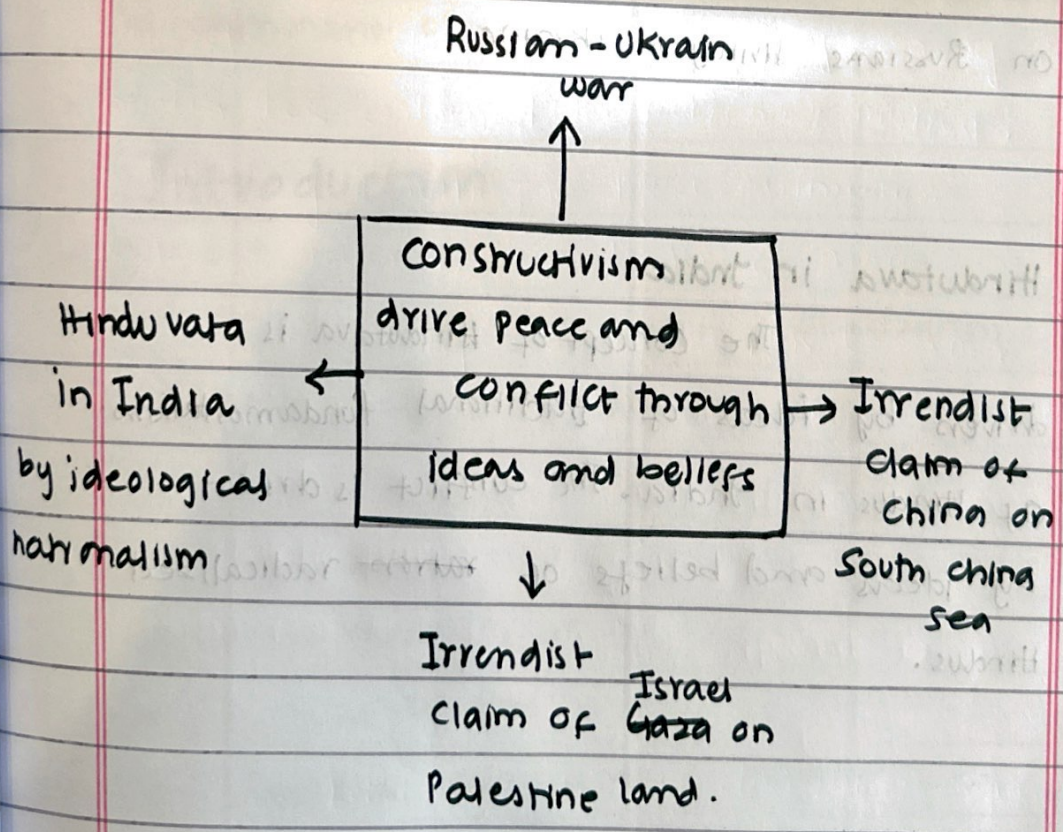 Russian - Ukrain
war
constructivism
drive peace and
conflict through
ideas and beliefs
Hinduvata
in India
by ideological
nationalism
Irrendist
claim of
china on
South china
sea
Irrendist
claim of Gaza Israel on
Palestine land.